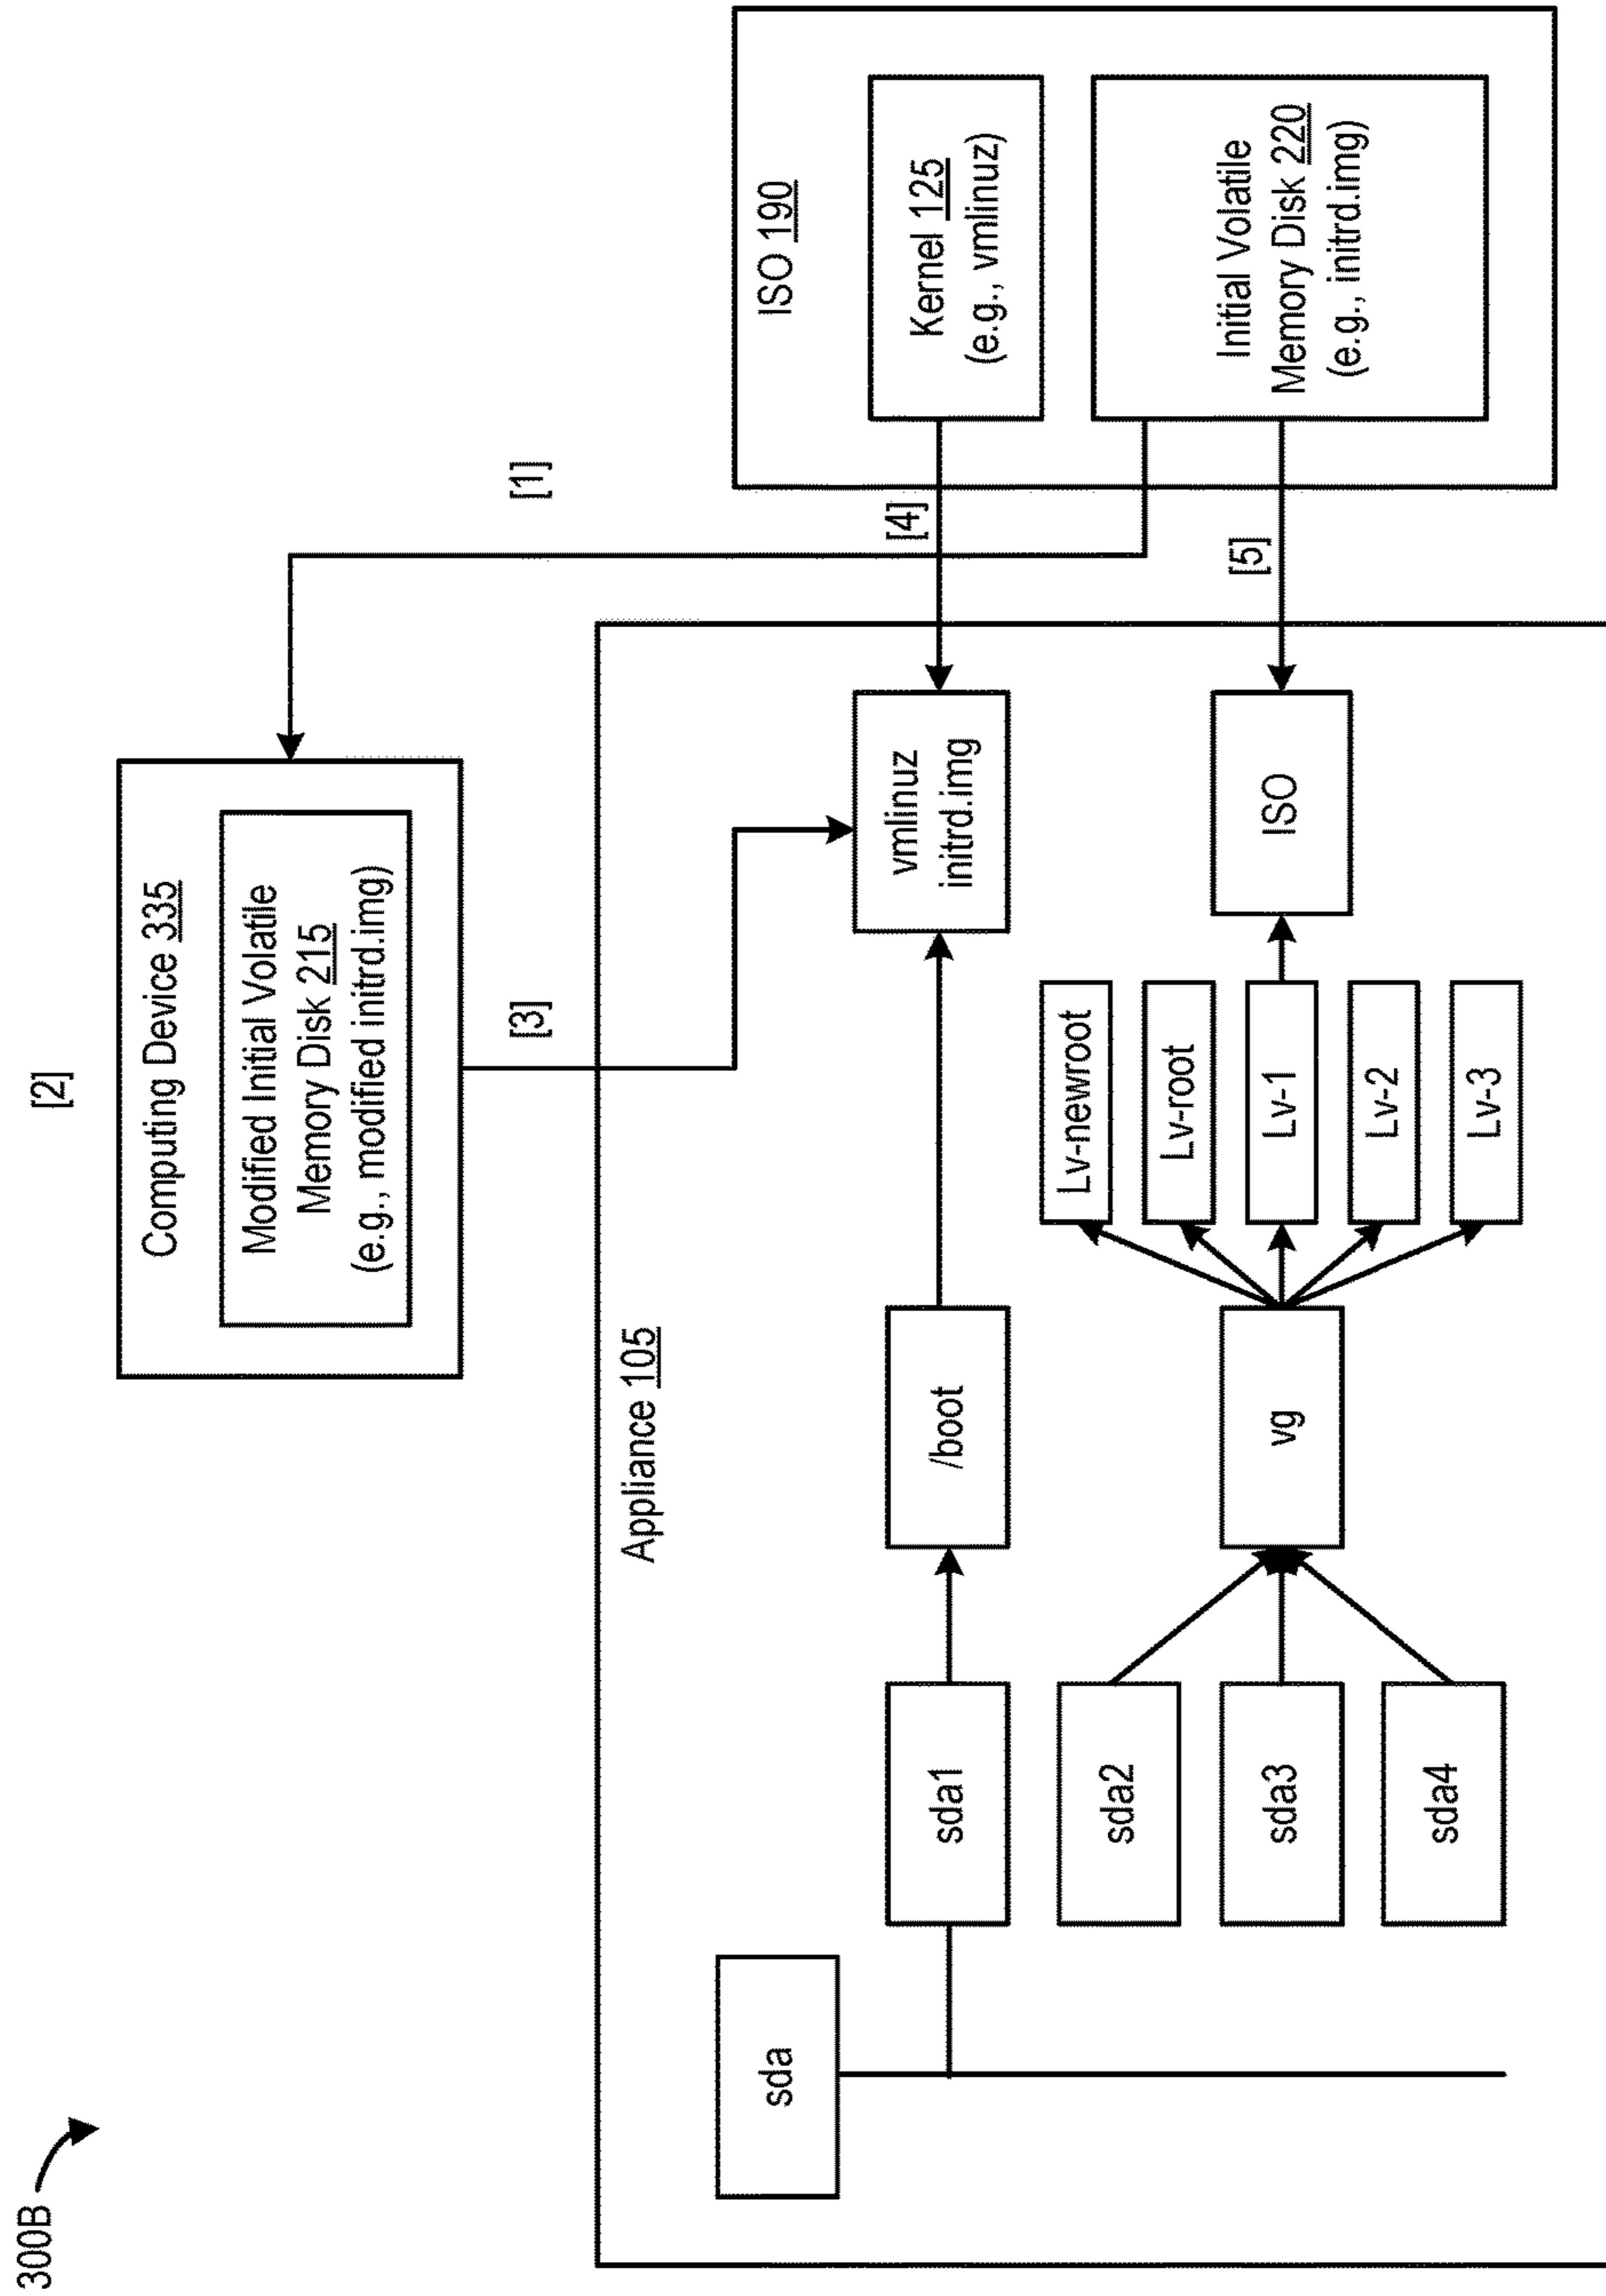 300B
[2]
Computing Device 335
Modified Initial Volatile
Memory Disk 215
(e.g., modified initrd.img)
[1]
[3]
ISO 190
Kernel 125
(e.g., vmlinuz)
Initial Volatile
Memory Disk 220
(e.g., initrd.img)
[4]
[5]
Appliance 105
sda
sda1
/boot
vmlinuz
initrd.img
sda2
sda3
sda4
vg
Lv-newroot
Lv-root
Lv-1
Lv-2
Lv-3
ISO